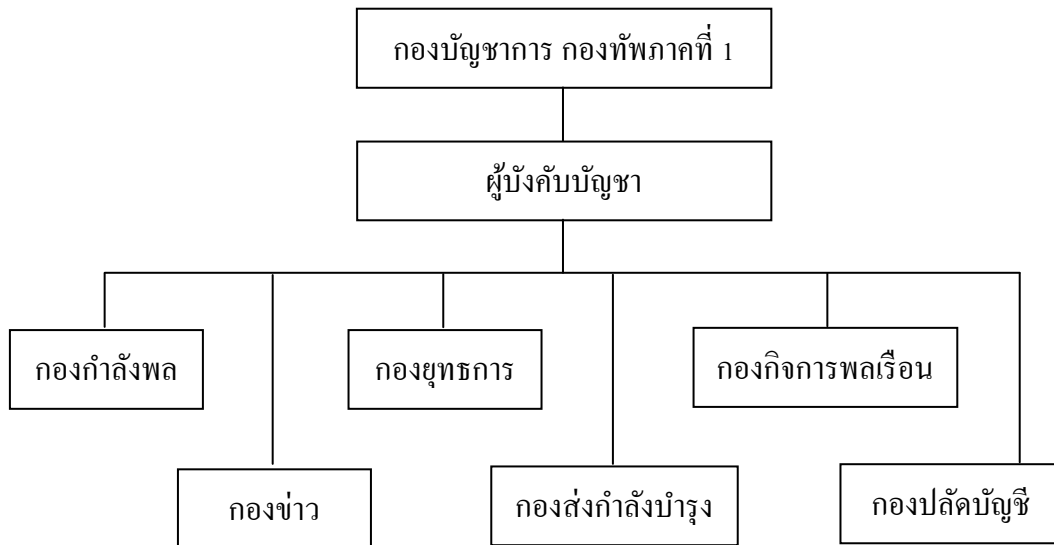 กองบัญชาการ กองทัพภาคที่ 1
ผู้บังคับบัญชา
กองกำลังพล
กองยุทธการ
กองกิจการพลเรือน
กองข่าว
กองส่งกำลังบำรุง
กองปลัดบัญชี